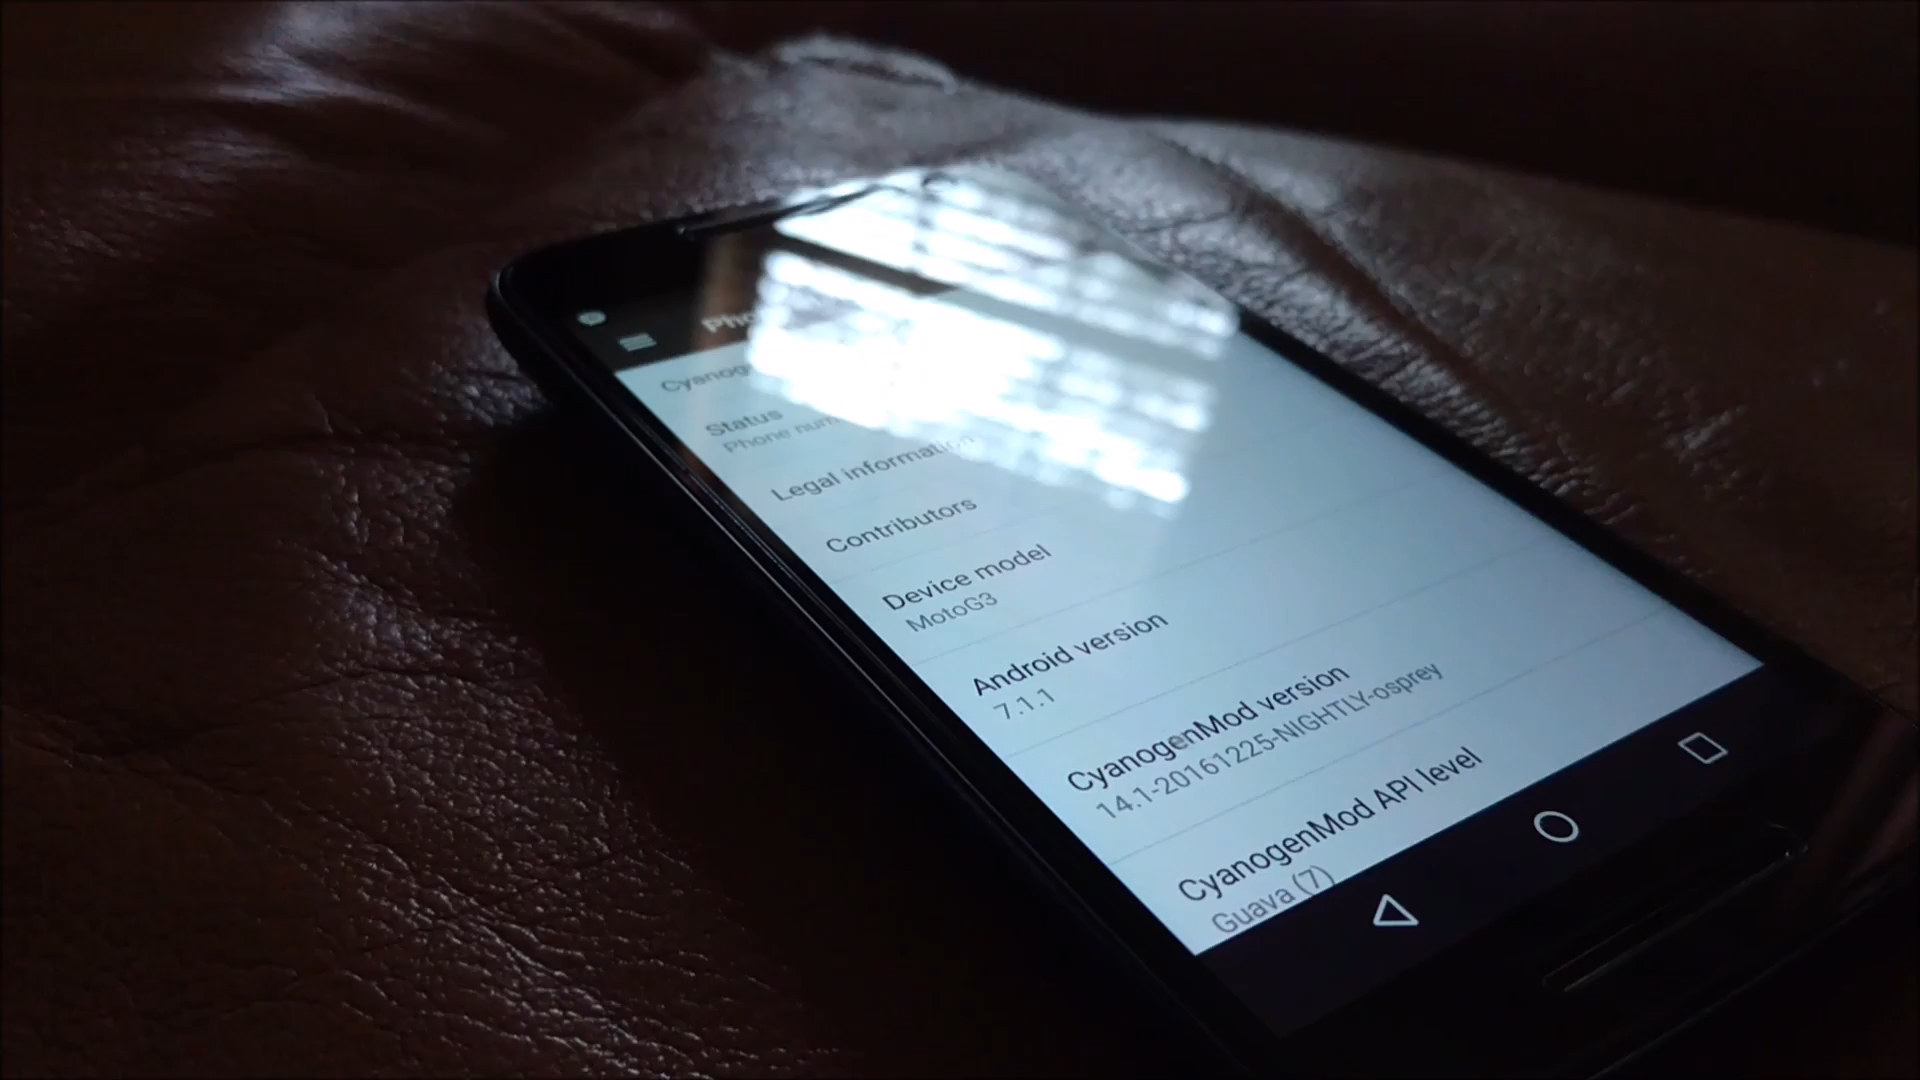 Status
Phone
Legal information
Contributors
Device model
MotoG3
Android version
7.1.1
CyanogenMod version
14.1-20161225-NIGHTLY-osprey
CyanogenMod API level
Guava (7)